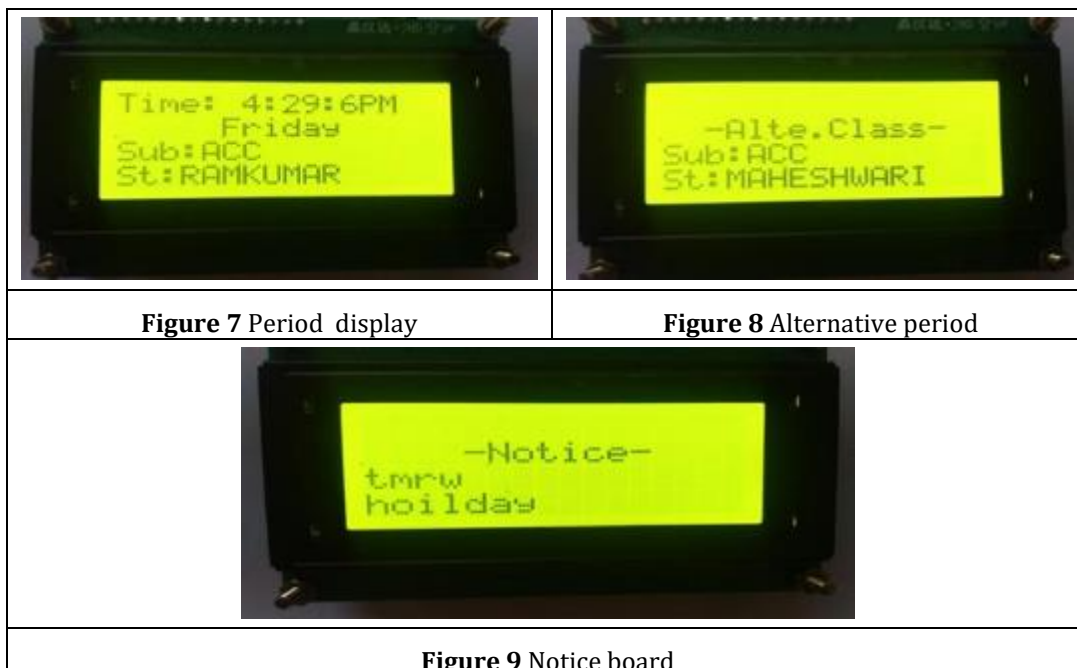 Time: 4:29:6PM
Friday
Sub:ACC
St:RAMKUMAR
-Alte.Class-
Sub:ACC
St:MAHESHWARI
Figure 7 Period display
Figure 8 Alternative period
-Notice-
tmrw
hoilday
Figure 9 Notice board